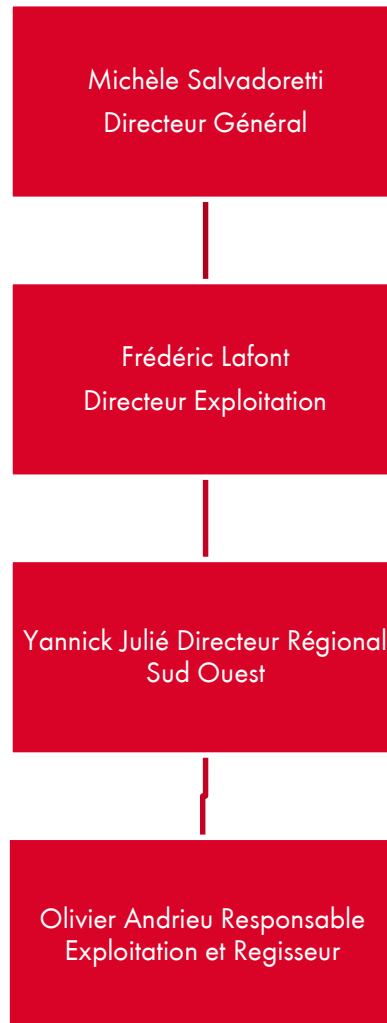 Michèle Salvadoretti
Directeur Général
Frédéric Lafont
Directeur Exploitation
Yannick Julié Directeur Régional
Sud Ouest
Olivier Andrieu Responsable
Exploitation et Regisseur